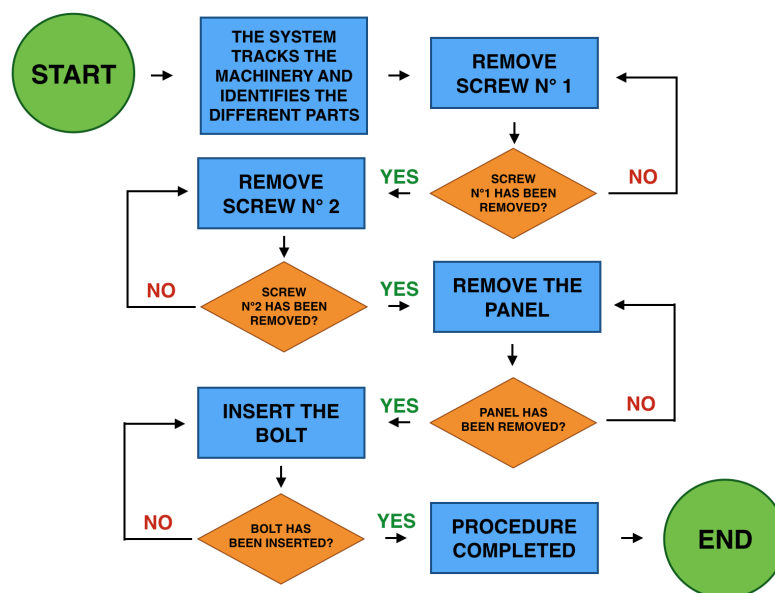 START
THE SYSTEM
TRACKS THE
MACHINERY AND
IDENTIFIES THE
DIFFERENT PARTS
REMOVE
SCREW N° 1
SCREW
N°1 HAS BEEN
REMOVED?
NO
YES
REMOVE
SCREW N° 2
SCREW
N°2 HAS BEEN
REMOVED?
NO
YES
REMOVE THE
PANEL
PANEL HAS
BEEN REMOVED?
NO
YES
INSERT THE
BOLT
BOLT HAS
BEEN INSERTED?
NO
YES
PROCEDURE
COMPLETED
END